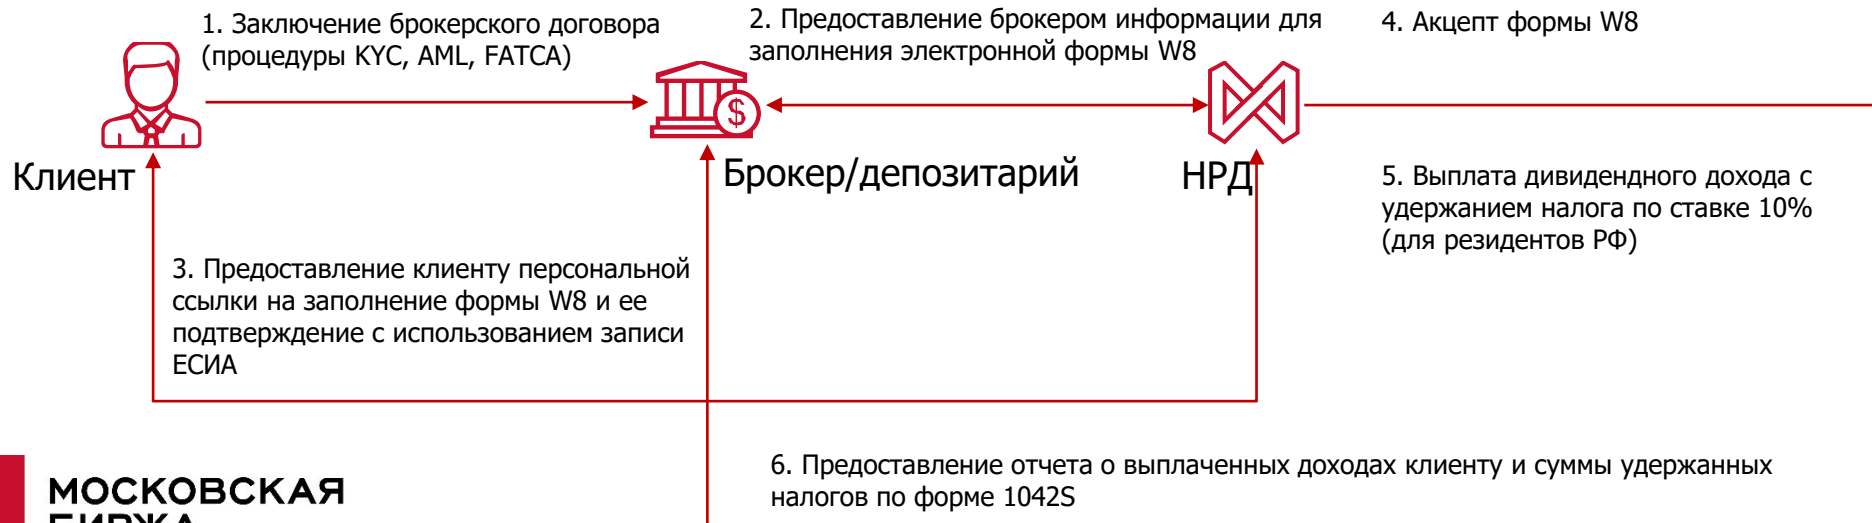 1. Заключение брокерского договора
(процедуры KYC, AML, FATCA)
2. Предоставление брокером информации для
заполнения электронной формы W8
4. Акцепт формы W8
$
Клиент
Брокер/депозитарий
НРД
5. Выплата дивидендного дохода с
удержанием налога по ставке 10%
(для резидентов РФ)
3. Предоставление клиенту персональной
ссылки на заполнение формы W8 и ее
подтверждение с использованием записи
ЕСИА
6. Предоставление отчета о выплаченных доходах клиенту и суммы удержанных
налогов по форме 1042S
МОСКОВСКАЯ
БИРЖА